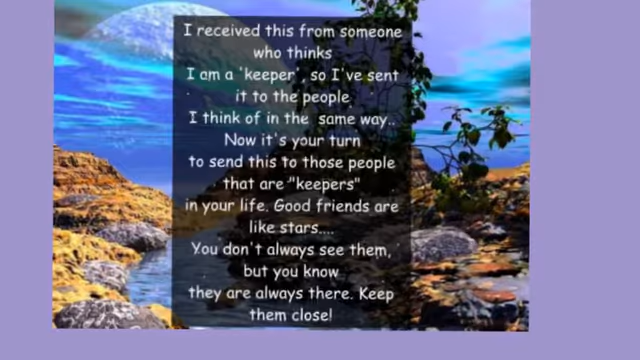 I received this from someone
who thinks
I am a 'keeper', so I've sent
it to the people
I think of in the same way..
Now it's your turn
to send this to those people
that are "keepers"
in your life. Good friends are
like stars....
You don't always see them,
but you know
they are always there. Keep
them close!